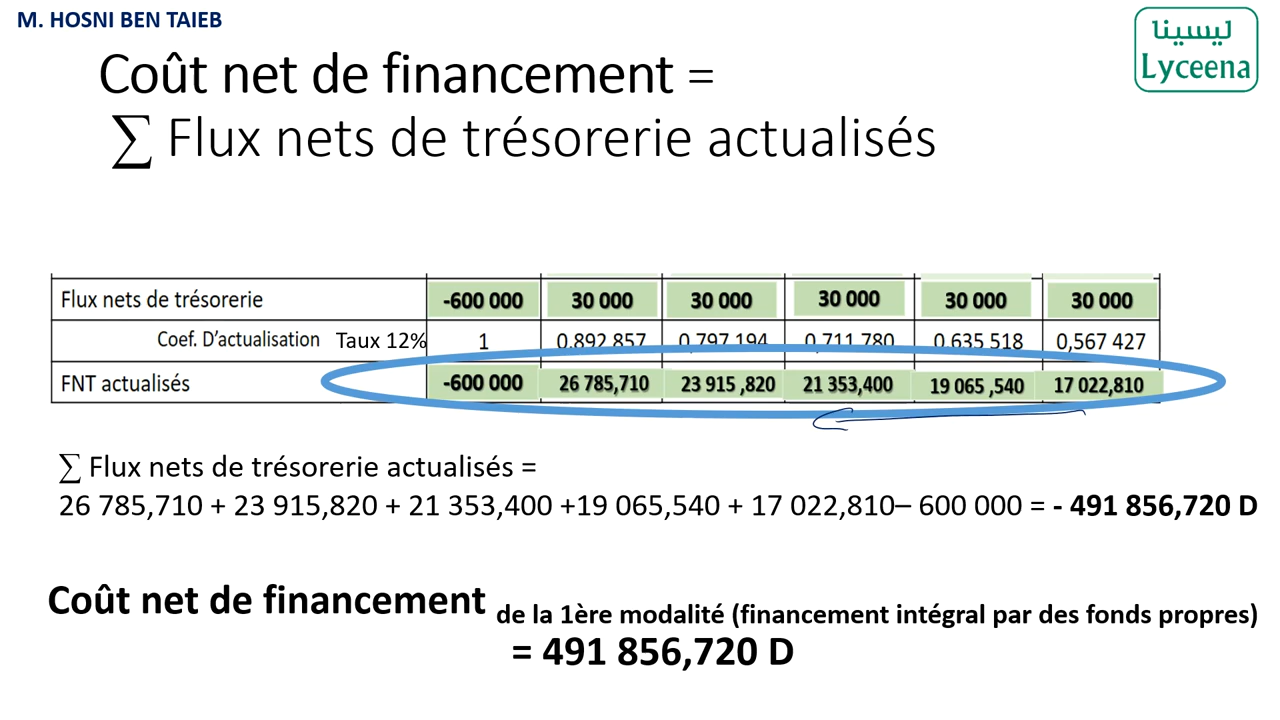 M. HOSNI BEN TAIEB
ليسينا
Lyceena
Coût net de financement =
∑ Flux nets de trésorerie actualisés
Flux nets de trésorerie -600 000 30 000 30 000 30 000 30 000 30 000
Coef. D'actualisation Taux 12% 1 0,892 857 0,797 194 0,711 780 0,635 518 0,567 427
FNT actualisés -600 000 26 785,710 23 915 ,820 21 353,400 19 065 ,540 17 022,810
∑ Flux nets de trésorerie actualisés =
26 785,710 + 23 915,820 + 21 353,400 +19 065,540 + 17 022,810– 600 000 = - 491 856,720 D
Coût net de financement de la 1ère modalité (financement intégral par des fonds propres)
= 491 856,720 D